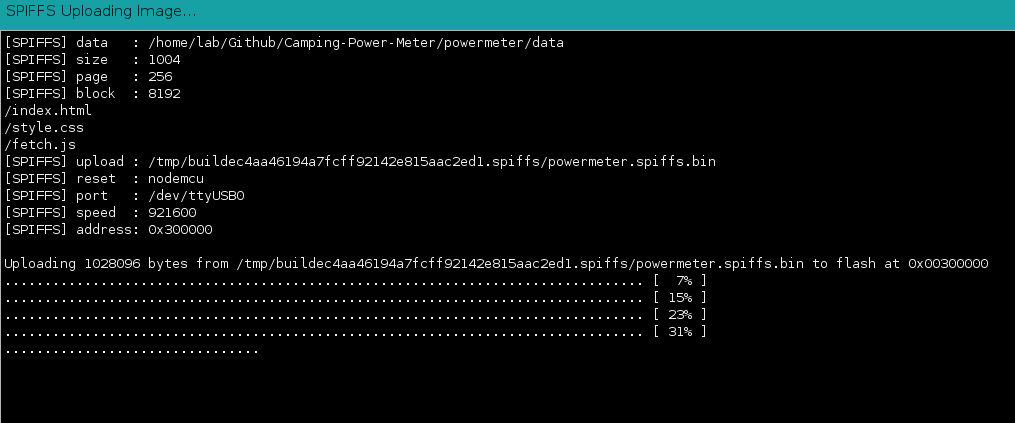 SPIFFS Uploading Image...
[SPIFFS] data   : /home/lab/Github/Camping-Power-Meter/powermeter/data
[SPIFFS] size   : 1004
[SPIFFS] page   : 256
[SPIFFS] block  : 8192
/index.html
/style.css
/fetch.js
[SPIFFS] upload : /tmp/buildec4aa46194a7fcff92142e815aac2ed1.spiffs/powermeter.spiffs.bin
[SPIFFS] reset  : nodemcu
[SPIFFS] port   : /dev/ttyUSB0
[SPIFFS] speed  : 921600
[SPIFFS] address: 0x300000
Uploading 1028096 bytes from /tmp/buildec4aa46194a7fcff92142e815aac2ed1.spiffs/powermeter.spiffs.bin to flash at 0x00300000
................................................................................ [  7% ]
................................................................................ [ 15% ]
................................................................................ [ 23% ]
................................................................................ [ 31% ]
................................